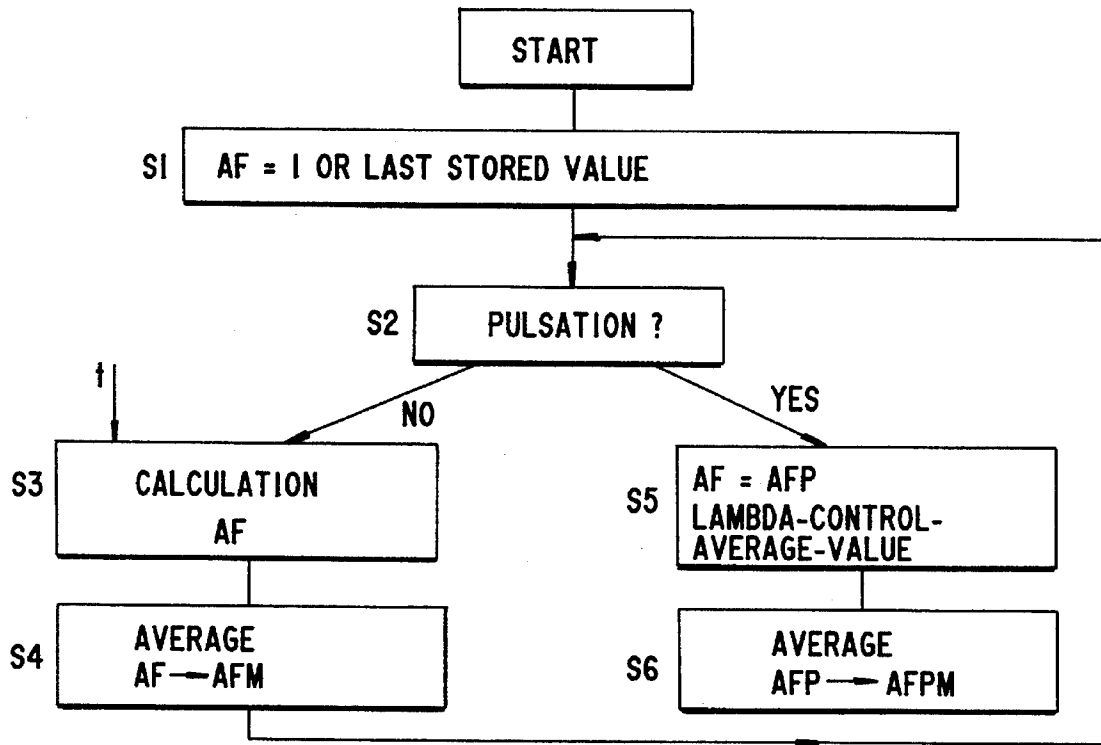 START
S1 AF = 1 OR LAST STORED VALUE
S2 PULSATION ?
t
NO
YES
S3 CALCULATION
AF
S5 AF = AFP
LAMBDA-CONTROL-
AVERAGE-VALUE
S4 AVERAGE
AF → AFM
S6 AVERAGE
AFP → AFPM